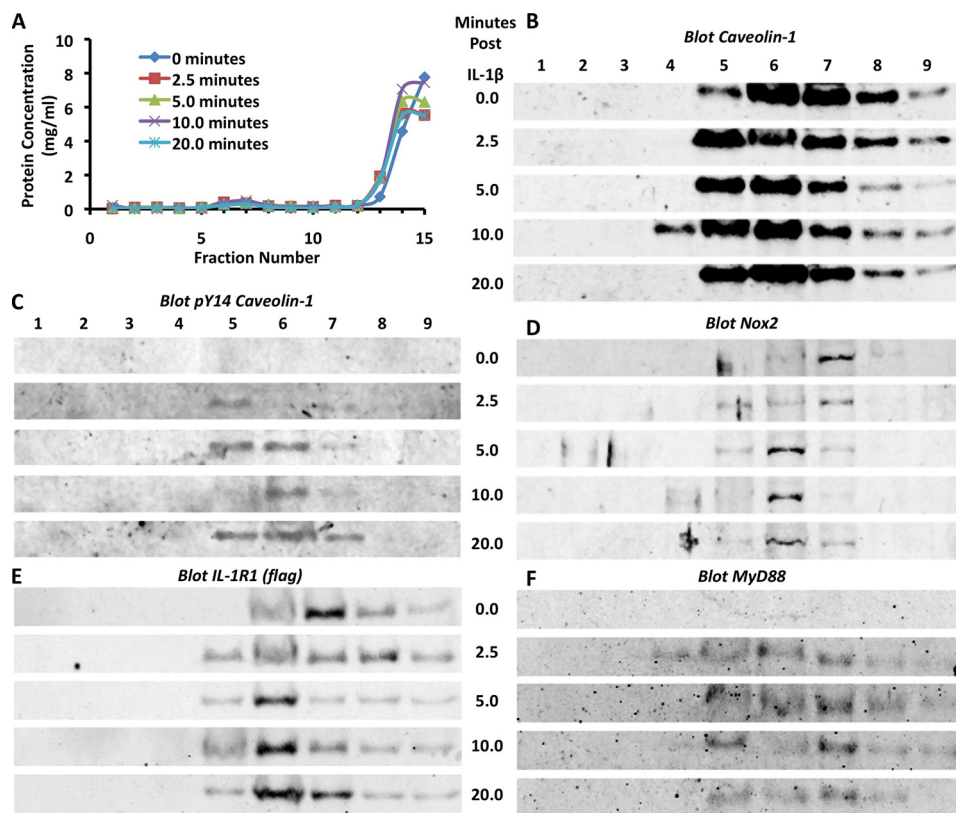 A
Protein Concentration
(mg/ml)
10
8
6
4
2
0
0 minutes
2.5 minutes
5.0 minutes
10.0 minutes
20.0 minutes
0 5 10 15
Fraction Number
Minutes
Post
IL-1β
B
Blot Caveolin-1
1 2 3 4 5 6 7 8 9
0.0
2.5
5.0
10.0
20.0
C
Blot pY14 Caveolin-1
1 2 3 4 5 6 7 8 9
D
Blot Nox2
0.0
2.5
5.0
10.0
20.0
E
Blot IL-1R1 (flag)
F
Blot MyD88
0.0
2.5
5.0
10.0
20.0